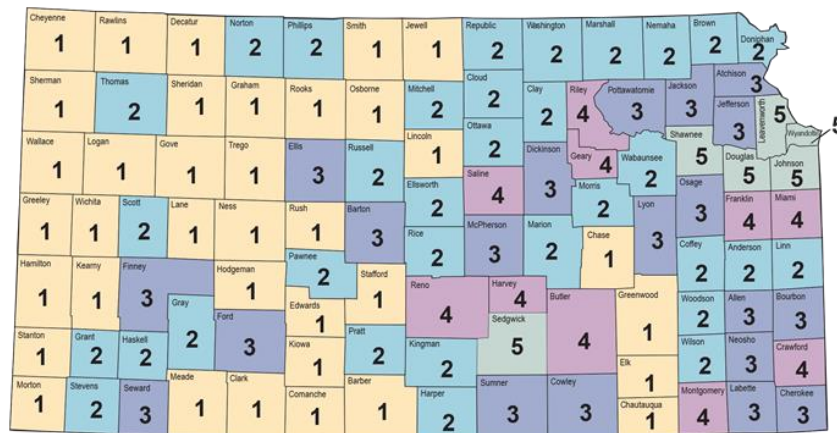 Cheyenne
1
Rawlins
1
Decatur
1
Norton
2
Phillips
2
Smith
1
Jewell
1
Republic
2
Washington
2
Marshall
2
Nemaha
2
Brown
2
Doniphan
2
Sherman
1
Thomas
2
Sheridan
1
Graham
1
Rooks
1
Osborne
1
Mitchell
2
Cloud
2
Clay
2
Riley
4
Pottawatomie
3
Jackson
3
Atchison
3
Jefferson
3
Leavenworth
5
Wyandotte
5
Wallace
1
Logan
1
Gove
1
Trego
1
Ellis
3
Russell
2
Lincoln
1
Ottawa
2
Saline
4
Dickinson
3
Geary
4
Wabaunsee
2
Shawnee
5
Douglas
5
Johnson
5
Ellsworth
2
Morris
2
Osage
3
Franklin
4
Miami
4
Greeley
1
Wichita
1
Scott
2
Lane
1
Ness
1
Rush
1
Barton
3
Rice
2
McPherson
3
Marion
2
Chase
1
Lyon
3
Coffey
2
Anderson
2
Linn
2
Hamilton
1
Kearny
1
Finney
3
Hodgeman
1
Pawnee
2
Stafford
1
Reno
4
Harvey
4
Butler
4
Greenwood
1
Woodson
2
Allen
3
Bourbon
3
Gray
2
Ford
3
Edwards
1
Sedgwick
5
Stanton
1
Grant
2
Haskell
2
Kiowa
1
Pratt
2
Kingman
2
Elk
1
Wilson
2
Neosho
3
Crawford
4
Morton
1
Stevens
2
Seward
3
Meade
1
Clark
1
Comanche
1
Barber
1
Harper
2
Sumner
3
Cowley
3
Chautauqua
1
Montgomery
4
Labette
3
Cherokee
3